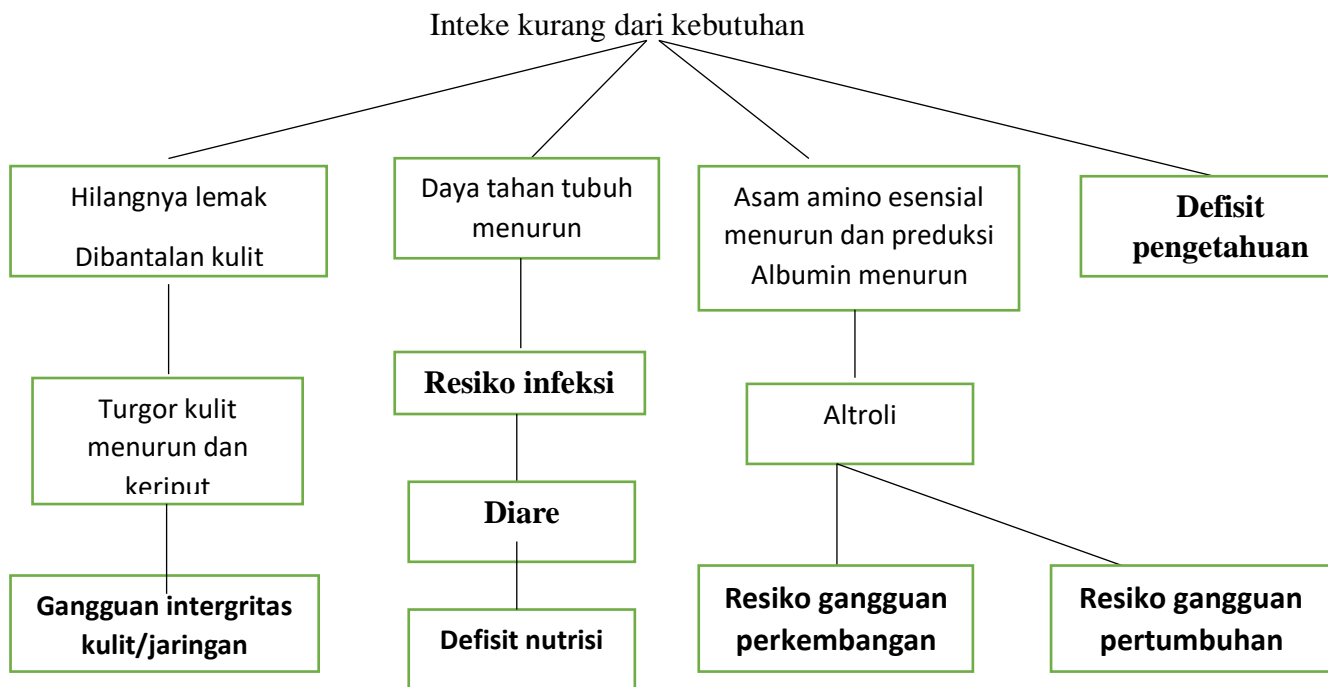 Inteke kurang dari kebutuhan
Hilangnya lemak
Dibantalan kulit
Daya tahan tubuh
menurun
Asam amino esensial
menurun dan preduksi
Albumin menurun
Defisit
pengetahuan
Turgor kulit
menurun dan
keriput
Resiko infeksi
Altroli
Diare
Gangguan intergritas
kulit/jaringan
Defisit nutrisi
Resiko gangguan
perkembangan
Resiko gangguan
pertumbuhan